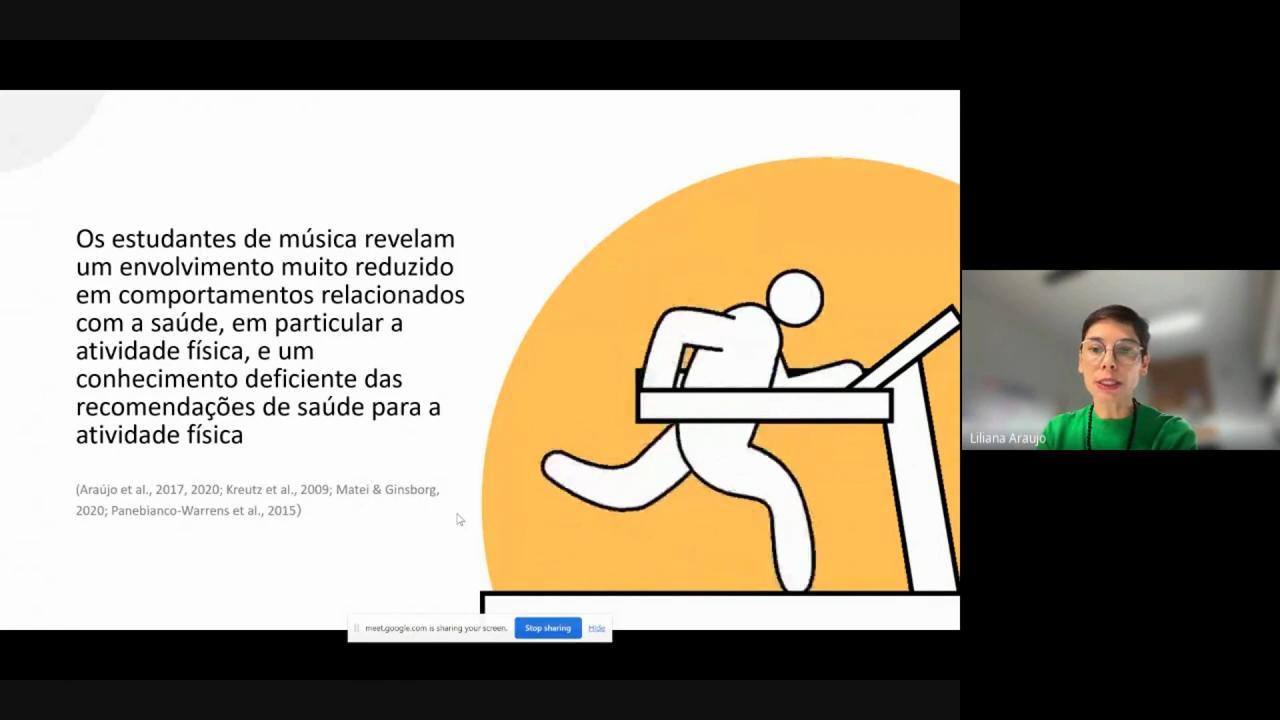 Os estudantes de música revelam
um envolvimento muito reduzido
em comportamentos relacionados
com a saúde, em particular a
atividade física, e um
conhecimento deficiente das
recomendações de saúde para a
atividade física
(Araújo et al., 2017, 2020; Kreutz et al., 2009; Matei & Ginsborg,
2020; Panebianco-Warrens et al., 2015)
meet.google.com is sharing your screen. Stop sharing Hide
Liliana Araujo